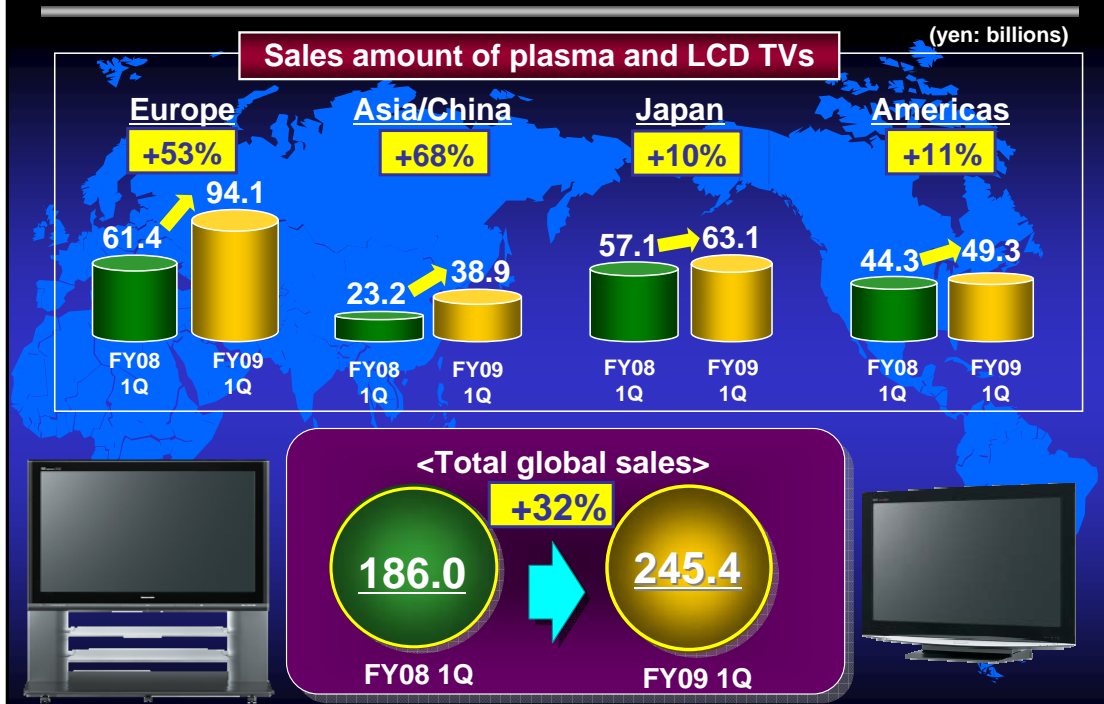 (yen: billions)
Sales amount of plasma and LCD TVs
Europe
+53%
61.4
94.1
FY08
1Q
FY09
1Q
Asia/China
+68%
23.2
38.9
FY08
1Q
FY09
1Q
Japan
+10%
57.1
63.1
FY08
1Q
FY09
1Q
Americas
+11%
44.3
49.3
FY08
1Q
FY09
1Q
<Total global sales>
+32%
186.0
245.4
FY08 1Q
FY09 1Q